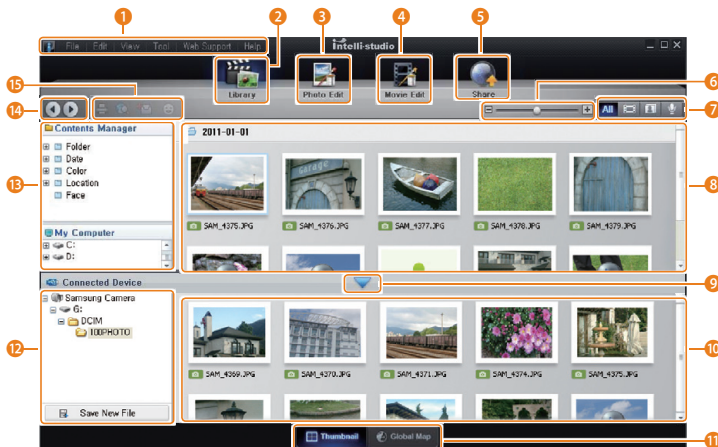 1
2
3
4
5
File Edit View Tool Web Support Help
Intelli-studio
Library
Photo Edit
Movie Edit
Share
6
15
14
All
7
Contents Manager
Folder
Date
Color
Location
Face
13
2011-01-01
SAM_4375.JPG
SAM_4376.JPG
SAM_4377.JPG
SAM_4378.JPG
SAM_4379.JPG
8
My Computer
C:
D:
Connected Device
9
Samsung Camera
G:
DCIM
100PHOTO
12
SAM_4369.JPG
SAM_4370.JPG
SAM_4371.JPG
SAM_4374.JPG
SAM_4375.JPG
10
Save New File
Thumbnail
Global Map
11